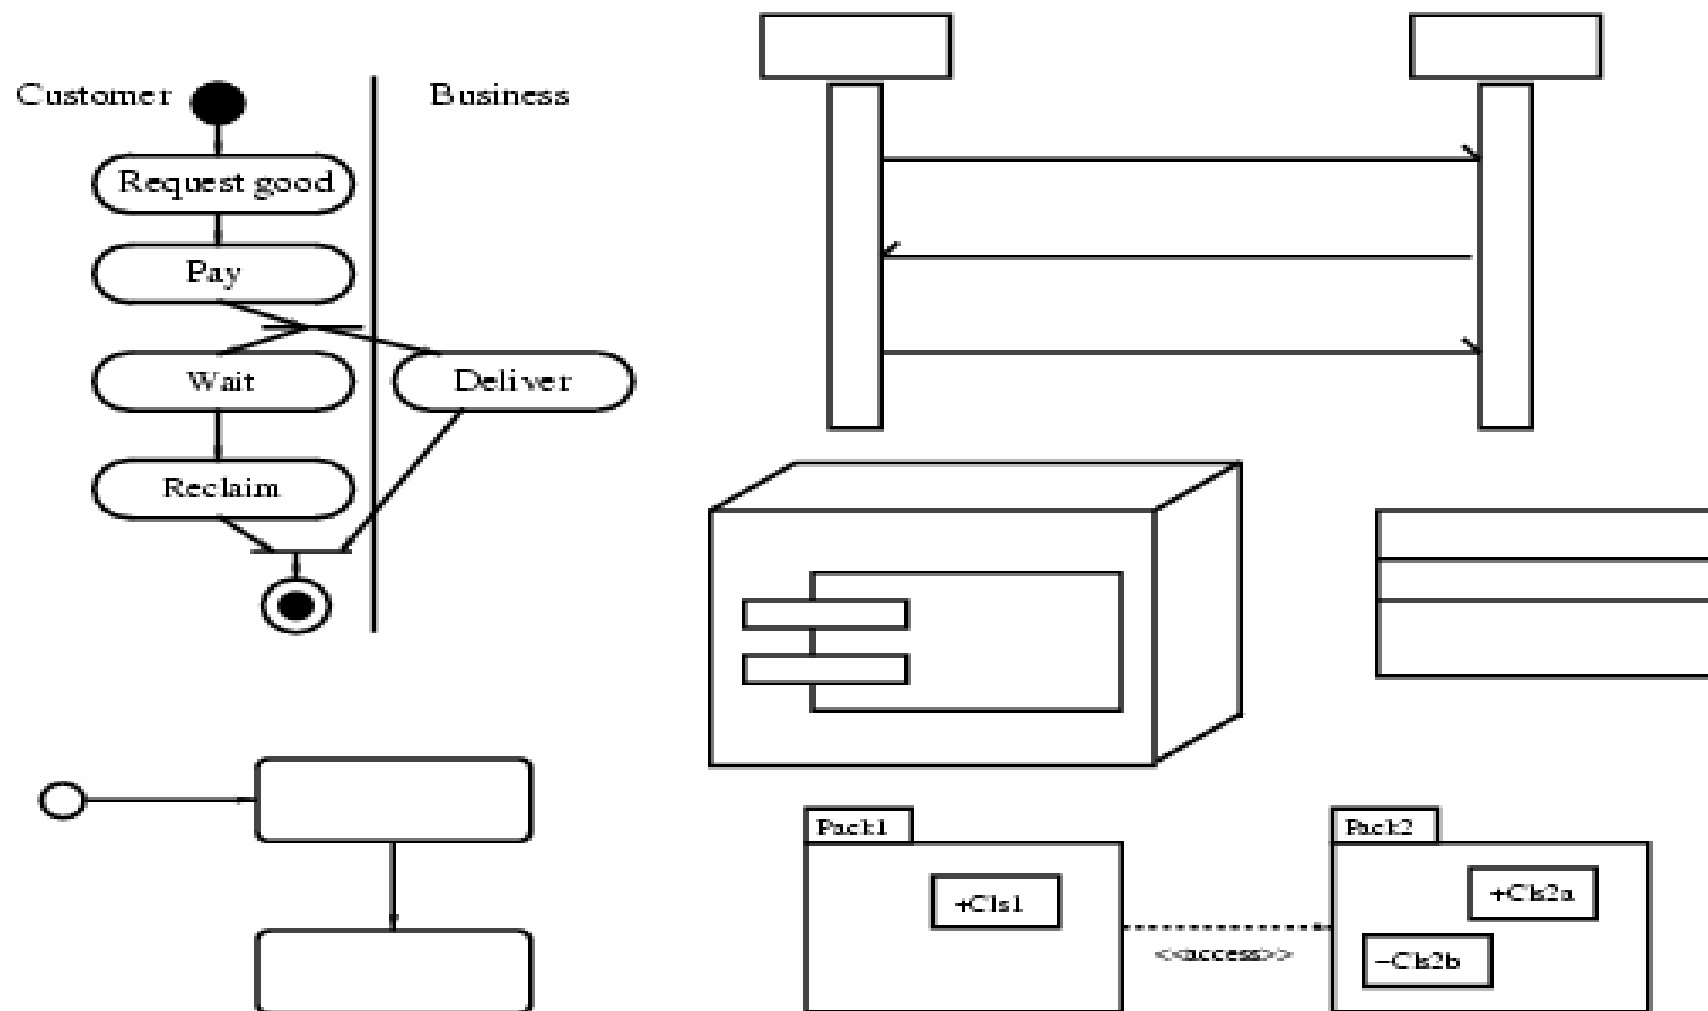 Customer
Business
Request good
Pay
Wait
Deliver
Reclaim
Pack1
Pack2
+Cls1
+Cls2a
<<access>>
-Cls2b